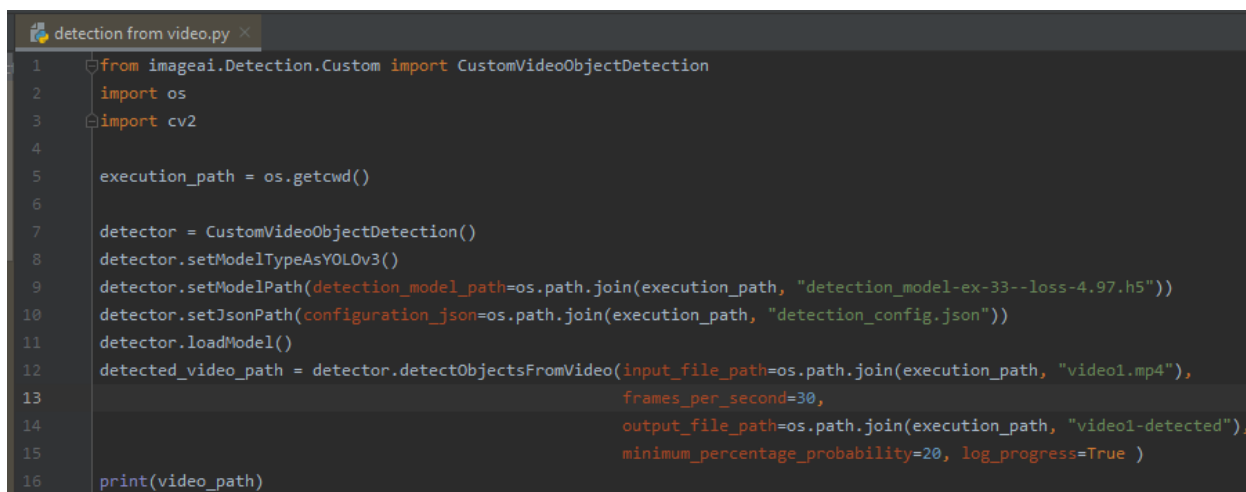 detection from video.py
1 from imageai.Detection.Custom import CustomVideoObjectDetection
2 import os
3 import cv2
4
5 execution_path = os.getcwd()
6
7 detector = CustomVideoObjectDetection()
8 detector.setModelTypeAsYOLOv3()
9 detector.setModelPath(detection_model_path=os.path.join(execution_path, "detection_model-ex-33--loss-4.97.h5"))
10 detector.setJsonPath(configuration_json=os.path.join(execution_path, "detection_config.json"))
11 detector.loadModel()
12 detected_video_path = detector.detectObjectsFromVideo(input_file_path=os.path.join(execution_path, "video1.mp4"),
13 frames_per_second=30,
14 output_file_path=os.path.join(execution_path, "video1-detected"),
15 minimum_percentage_probability=20, log_progress=True )
16 print(video_path)